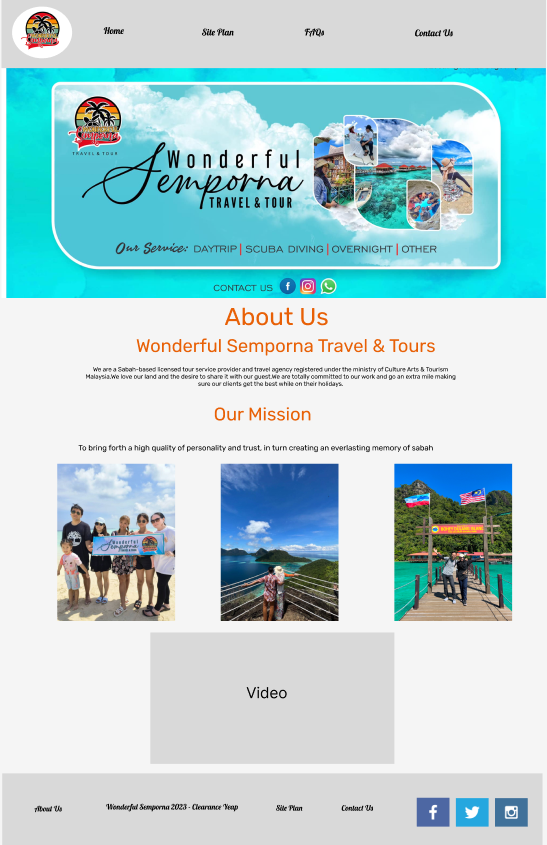 Home Site Plan FAQs Contact Us
TRAVEL & TOUR
Wonderful
Semporna
TRAVEL & TOUR
Our Service: DAYTRIP | SCUBA DIVING | OVERNIGHT | OTHER
CONTACT US
About Us
Wonderful Semporna Travel & Tours
We are a Sabah-based licensed tour service provider and travel agency registered under the ministry of Culture Arts & Tourism
Malaysia.We love our land and the desire to share it with our guest.We are totally committed to our work and go an extra mile making
sure our clients get the best while on their holidays.
Our Mission
To bring forth a high quality of personality and trust, in turn creating an everlasting memory of sabah
Wonderful
Semporna
Video
About Us Wonderful Semporna 2023 - Clearance Yeap Site Plan Contact Us